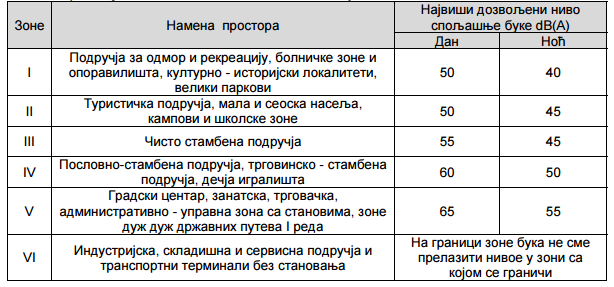 Зоне
Намена простора
Највиши дозвољени ниво
спољашње буке dB(A)
Дан
Ноћ
I
Подручја за одмор и рекреацију, болничке зоне и
опоравилишта, културно - историјски локалитети,
велики паркови
50
40
II
Туристичка подручја, мала и сеоска насеља,
кампови и школске зоне
50
45
III
Чисто стамбена подручја
55
45
IV
Пословно-стамбена подручја, трговинско - стамбена
подручја, дечја игралишта
60
50
V
Градски центар, занатска, трговачка,
административно - управна зона са становима, зоне
дуж дуж државних путева I реда
65
55
VI
Индустријска, складишна и сервисна подручја и
транспортни терминали без становања
На граници зоне бука не сме
прелазити нивое у зони са
којом се граничи